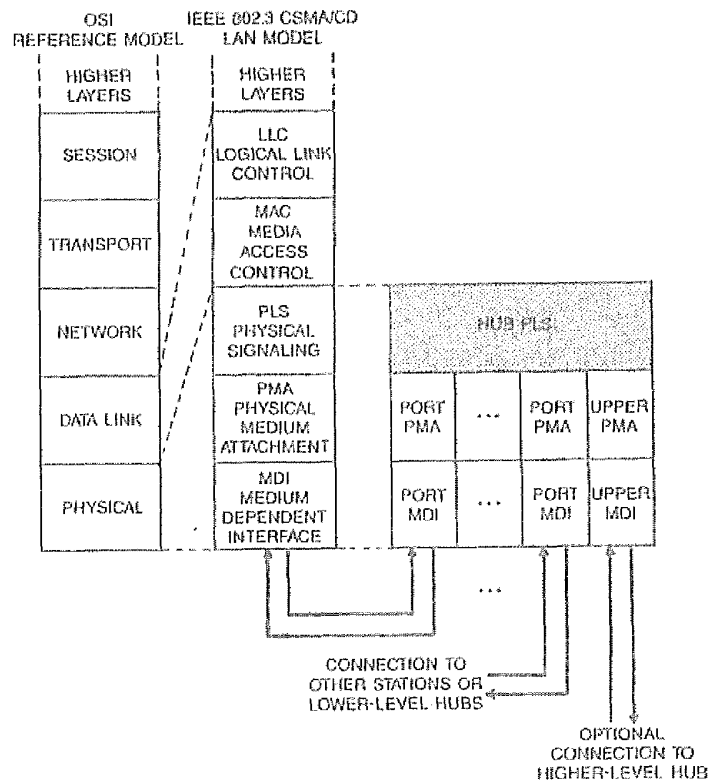 OSI
REFERENCE MODEL
IEEE 802.3 CSMA/CD
LAN MODEL
HIGHER
LAYERS
SESSION
TRANSPORT
NETWORK
DATA LINK
PHYSICAL
HIGHER
LAYERS
LLC
LOGICAL LINK
CONTROL
MAC
MEDIA
ACCESS
CONTROL
PLS
PHYSICAL
SIGNALING
PMA
PHYSICAL
MEDIUM
ATTACHMENT
MDI
MEDIUM
DEPENDENT
INTERFACE
HUB PLS
PORT
PMA
...
PORT
PMA
UPPER
PMA
PORT
MDI
...
PORT
MDI
UPPER
MDI
...
CONNECTION TO
OTHER STATIONS OR
LOWER-LEVEL HUBS
OPTIONAL
CONNECTION TO
HIGHER-LEVEL HUB